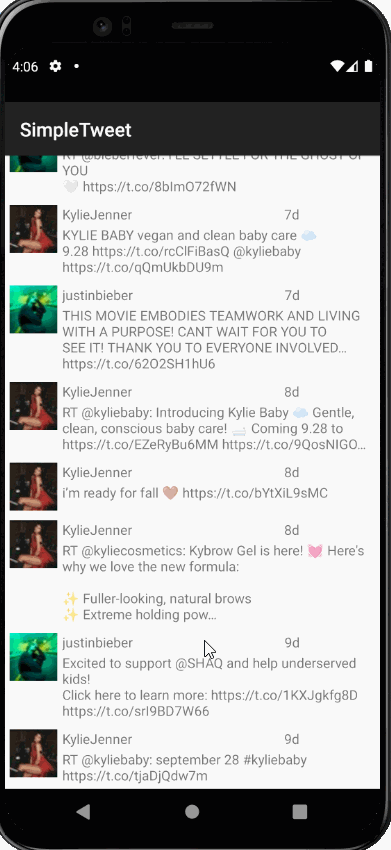 4:06
SimpleTweet
RT @bieberfever: I'LL SETTLE FOR THE GHOST OF
YOU
🤍 https://t.co/8bImO72fWN
KylieJenner 7d
KYLIE BABY vegan and clean baby care ☁️
9.28 https://t.co/rcClFiBasQ @kyliebaby
https://t.co/qQmUkbDU9m
justinbieber 7d
THIS MOVIE EMBODIES TEAMWORK AND LIVING
WITH A PURPOSE! CANT WAIT FOR YOU TO
SEE IT! THANK YOU TO EVERYONE INVOLVED…
https://t.co/62O2SH1hU6
KylieJenner 8d
RT @kyliebaby: Introducing Kylie Baby ☁️ Gentle,
clean, conscious baby care! 🛁 Coming 9.28 to
https://t.co/EZeRyBu6MM https://t.co/9QosNIGO…
KylieJenner 8d
i'm ready for fall 🤎 https://t.co/bYtXiL9sMC
KylieJenner 8d
RT @kyliecosmetics: Kybrow Gel is here! 💓 Here's
why we love the new formula:
✨ Fuller-looking, natural brows
✨ Extreme holding pow…
justinbieber 9d
Excited to support @SHAQ and help underserved
kids!
Click here to learn more: https://t.co/1KXJgkfg8D
https://t.co/srI9BD7W66
KylieJenner 9d
RT @kyliebaby: september 28 #kyliebaby
https://t.co/tjaDjQdw7m